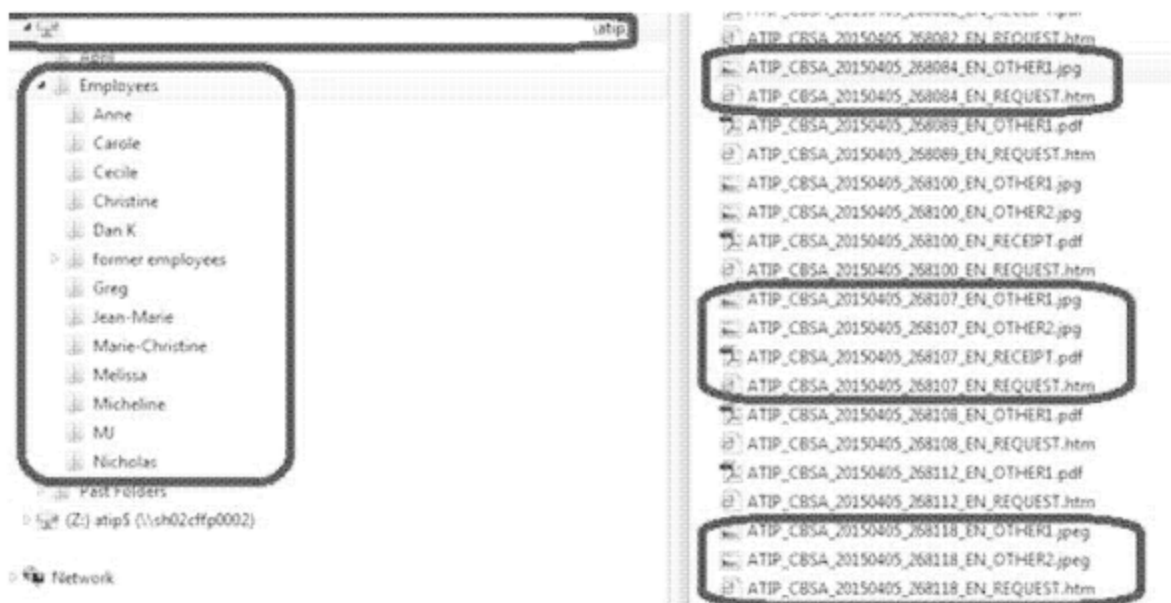 \atip
April
Employees
Anne
Carole
Cecile
Christine
Dan K
former employees
Greg
Jean-Marie
Marie-Christine
Melissa
Micheline
MJ
Nicholas
Past Folders
(Z:) atip$ (\\sh02cffp0002)
Network
ATIP_CBSA_20150405_268082_EN_REQUEST.htm
ATIP_CBSA_20150405_268084_EN_OTHER1.jpg
ATIP_CBSA_20150405_268084_EN_REQUEST.htm
ATIP_CBSA_20150405_268089_EN_OTHER1.pdf
ATIP_CBSA_20150405_268089_EN_REQUEST.htm
ATIP_CBSA_20150405_268100_EN_OTHER1.jpg
ATIP_CBSA_20150405_268100_EN_OTHER2.jpg
ATIP_CBSA_20150405_268100_EN_RECEIPT.pdf
ATIP_CBSA_20150405_268100_EN_REQUEST.htm
ATIP_CBSA_20150405_268107_EN_OTHER1.jpg
ATIP_CBSA_20150405_268107_EN_OTHER2.jpg
ATIP_CBSA_20150405_268107_EN_RECEIPT.pdf
ATIP_CBSA_20150405_268107_EN_REQUEST.htm
ATIP_CBSA_20150405_268108_EN_OTHER1.pdf
ATIP_CBSA_20150405_268108_EN_REQUEST.htm
ATIP_CBSA_20150405_268112_EN_OTHER1.pdf
ATIP_CBSA_20150405_268112_EN_REQUEST.htm
ATIP_CBSA_20150405_268118_EN_OTHER1.jpeg
ATIP_CBSA_20150405_268118_EN_OTHER2.jpeg
ATIP_CBSA_20150405_268118_EN_REQUEST.htm